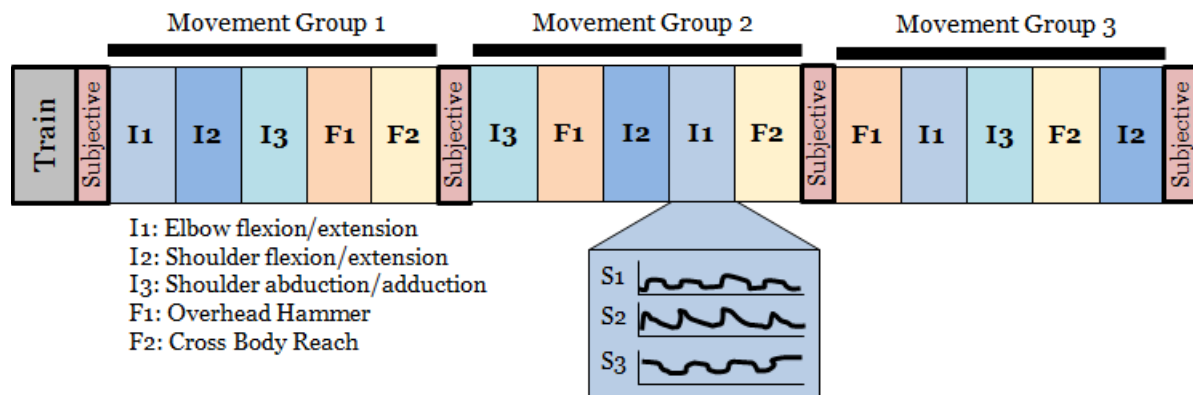 Movement Group 1 Movement Group 2 Movement Group 3
Train Subjective I1 I2 I3 F1 F2 Subjective I3 F1 I2 I1 F2 Subjective F1 I1 I3 F2 I2 Subjective
I1: Elbow flexion/extension
I2: Shoulder flexion/extension
I3: Shoulder abduction/adduction
F1: Overhead Hammer
F2: Cross Body Reach
S1
S2
S3